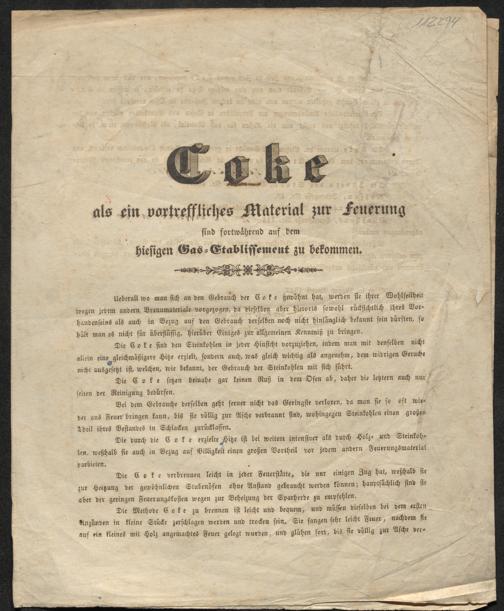 112294
Coke
als ein vortreffliches Material zur Feuerung
sind fortwährend auf dem
hiesigen Gas-Etablissement zu bekommen.
Ueberall wo man sich an den Gebrauch der Coke gewöhnt hat, werden sie ihrer Wohlfeilheit
wegen jedem andern Brennmateriale vorgezogen, da dieselben aber hierorts sowohl rücksichtlich ihres Vor-
handenseins als auch in Bezug auf den Gebrauch derselben noch nicht hinlänglich bekannt sein dürften, so
hält man es nicht für überflüssig, hierüber Einiges zur allgemeinen Kenntniß zu bringen.
Die Coke sind den Steinkohlen in jeder Hinsicht vorzuziehen, indem man mit denselben nicht
allein eine gleichmäßigere Hitze erzielt, sondern auch, was gleich wichtig als angenehm, dem widrigen Geruche
nicht ausgesetzt ist, welchen, wie bekannt, der Gebrauch der Steinkohlen mit sich führt.
Die Coke setzen beinahe gar keinen Ruß in dem Ofen ab, daher die letztern auch nur
selten der Reinigung bedürfen.
Bei dem Gebrauche derselben geht ferner nicht das Geringste verloren, da man sie so oft wie-
der ans Feuer bringen kann, bis sie völlig zur Asche verbrannt sind, wohingegen Steinkohlen einen großen
Theil ihres Bestandes in Schlacken zurücklassen.
Die durch die Coke erzielte Hitze ist bei weitem intensiver als durch Holz- und Steinkoh-
len, weßhalb sie auch in Bezug auf Billigkeit einen großen Vortheil vor jedem andern Feuerungsmaterial
darbieten.
Die Coke verbrennen leicht in jeder Feuerstätte, die nur einigen Zug hat, weßhalb sie
zur Heizung der gewöhnlichen Stubenöfen ohne Anstand gebraucht werden können; hauptsächlich sind sie
aber der geringen Feuerungskosten wegen zur Beheizung der Sparherde zu empfehlen.
Die Methode Coke zu brennen ist leicht und bequem, und müssen dieselben bei dem ersten
Anzünden in kleine Stücke zerschlagen werden und trocken sein. Sie fangen sehr leicht Feuer, nachdem sie
auf ein kleines mit Holz angemachtes Feuer gelegt wurden, und glühen fort, bis sie völlig zur Asche ver-